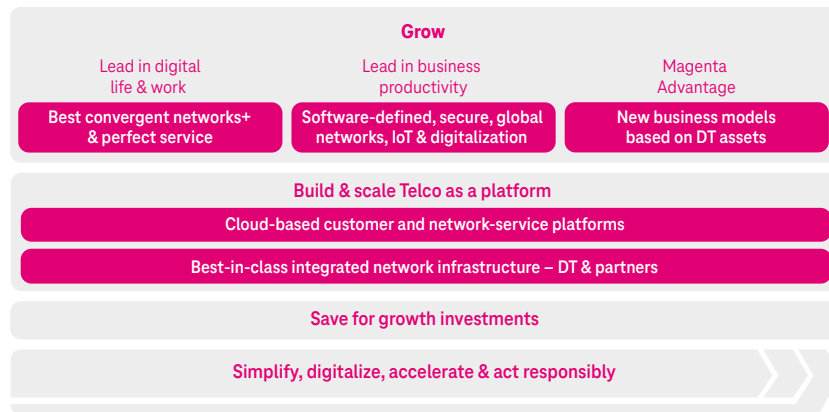 Grow
Lead in digital
life & work
Lead in business
productivity
Magenta
Advantage
Best convergent networks+
& perfect service
Software-defined, secure, global
networks, IoT & digitalization
New business models
based on DT assets
Build & scale Telco as a platform
Cloud-based customer and network-service platforms
Best-in-class integrated network infrastructure – DT & partners
Save for growth investments
Simplify, digitalize, accelerate & act responsibly